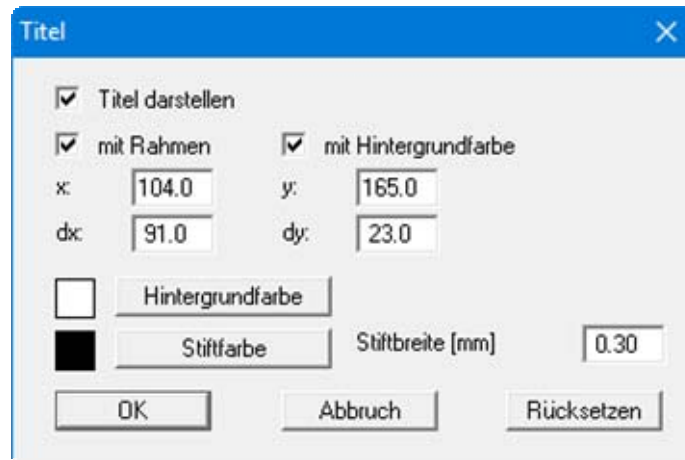 Titel
Titel darstellen
mit Rahmen mit Hintergrundfarbe
x: 104.0 y: 165.0
dx: 91.0 dy: 23.0
Hintergrundfarbe
Stiftfarbe Stiftbreite [mm] 0.30
OK Abbruch Rücksetzen